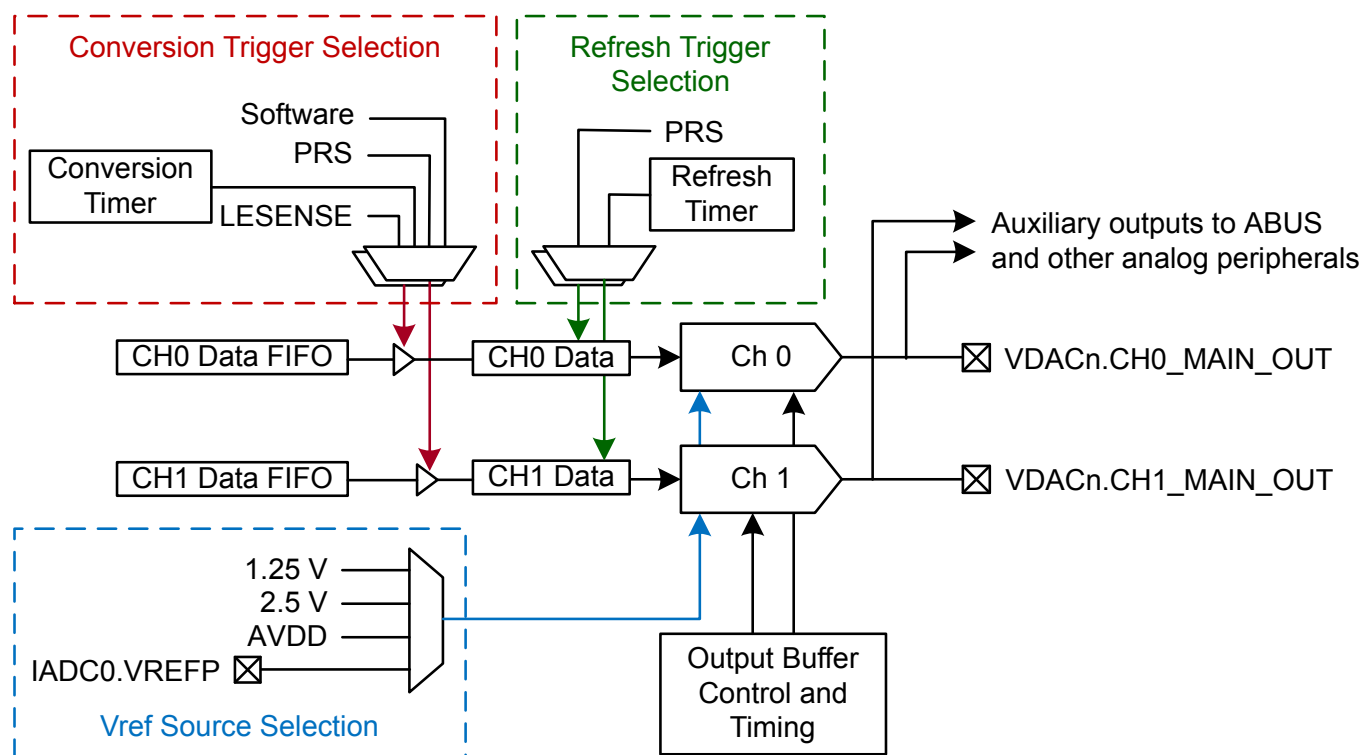 Conversion Trigger Selection
Software
PRS
Conversion
Timer
LESENSE
Refresh Trigger
Selection
PRS
Refresh
Timer
Auxiliary outputs to ABUS
and other analog peripherals
CH0 Data FIFO
CH0 Data
Ch 0
VDACn.CH0_MAIN_OUT
CH1 Data FIFO
CH1 Data
Ch 1
VDACn.CH1_MAIN_OUT
1.25 V
2.5 V
AVDD
IADC0.VREFP
Vref Source Selection
Output Buffer
Control and
Timing